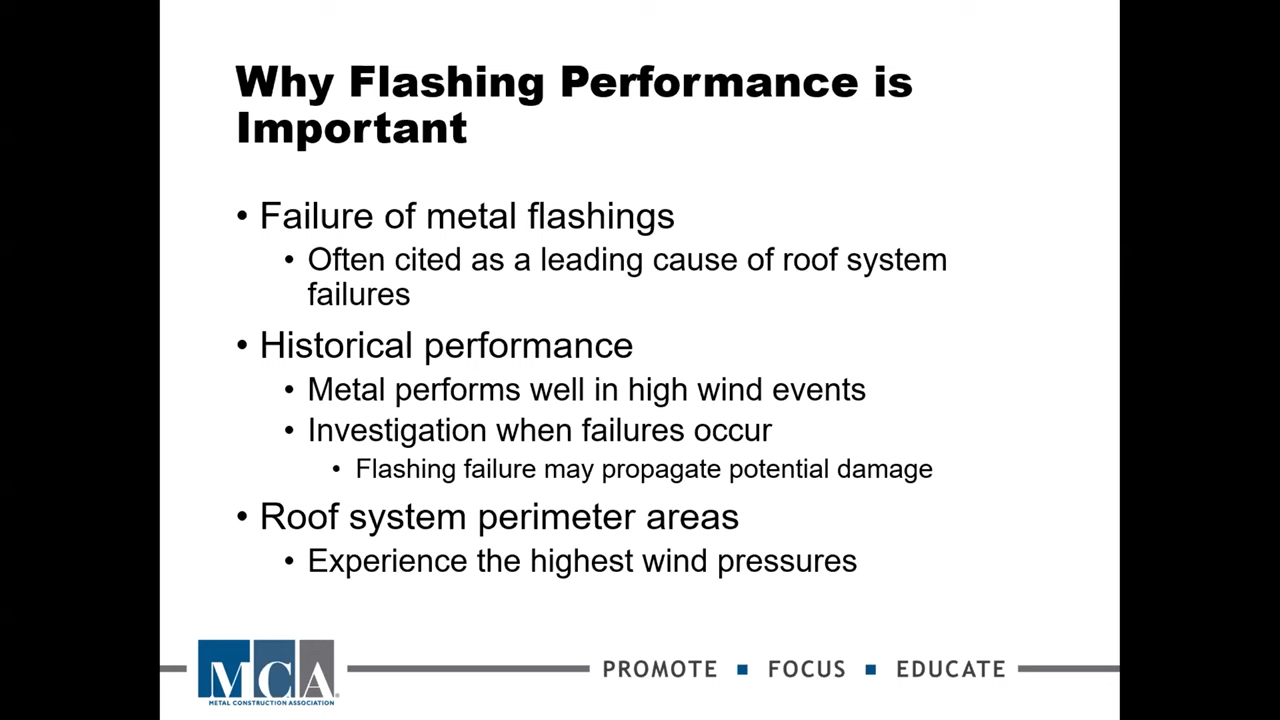 Why Flashing Performance is
Important
• Failure of metal flashings
• Often cited as a leading cause of roof system
failures
• Historical performance
• Metal performs well in high wind events
• Investigation when failures occur
• Flashing failure may propagate potential damage
• Roof system perimeter areas
• Experience the highest wind pressures
MCA®
METAL CONSTRUCTION ASSOCIATION
PROMOTE ■ FOCUS ■ EDUCATE